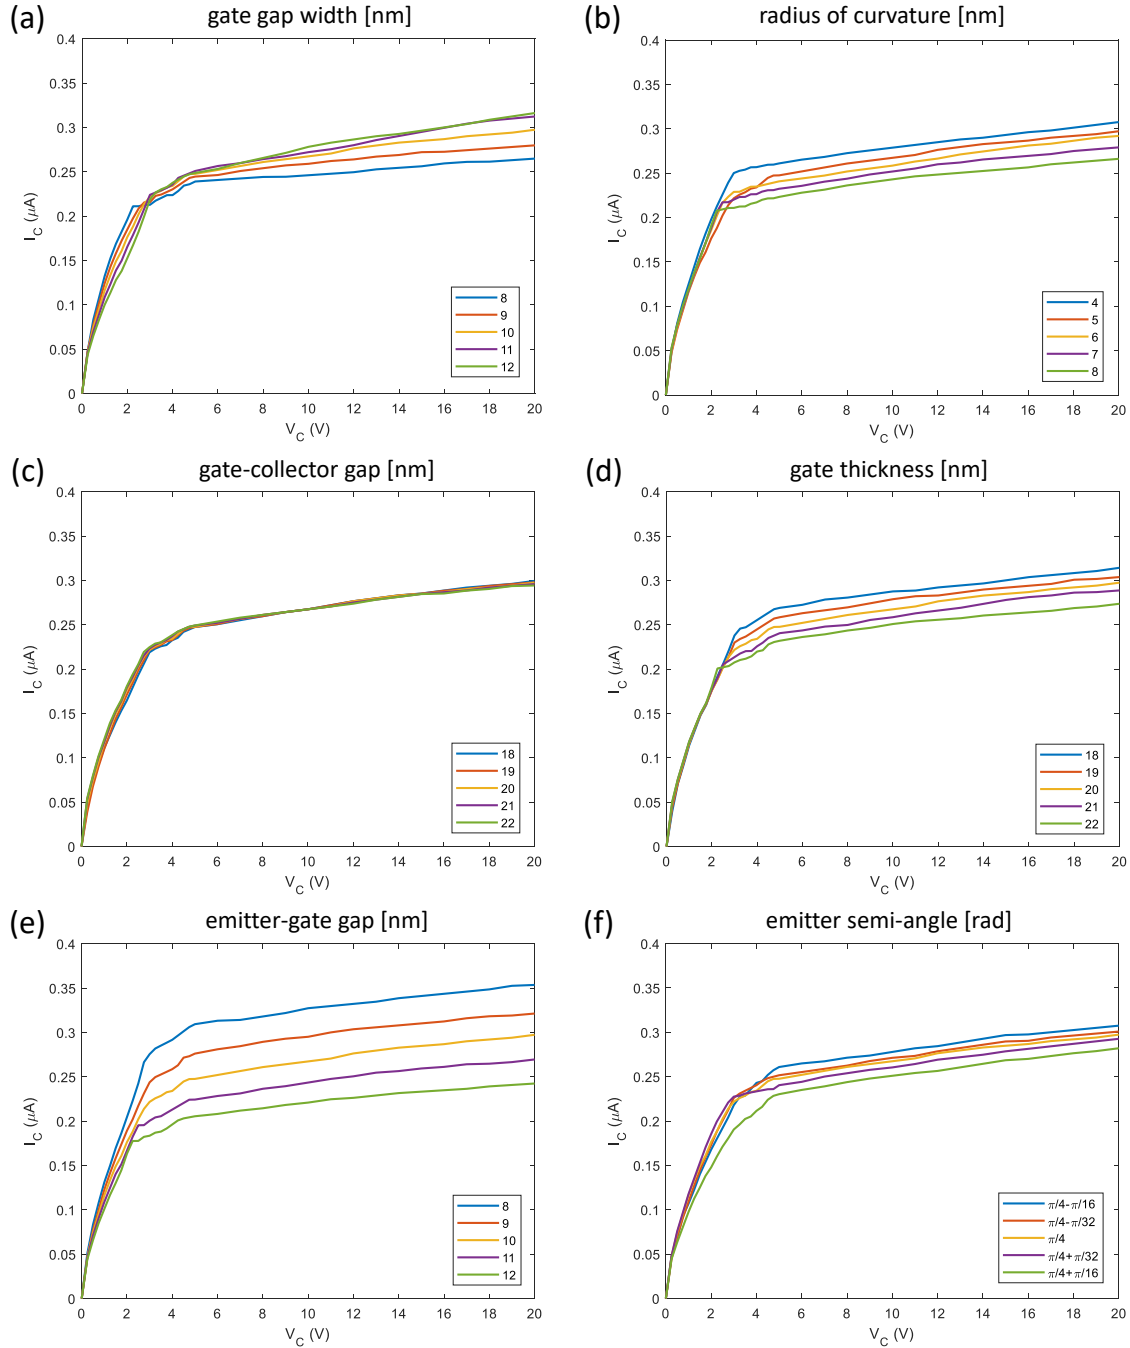 (a) gate gap width [nm]
0.4
0.35
0.3
0.25
0.2
0.15
0.1
0.05
0
I_C (μA)
8
9
10
11
12
0 2 4 6 8 10 12 14 16 18 20
V_C (V)
(b) radius of curvature [nm]
0.4
0.35
0.3
0.25
0.2
0.15
0.1
0.05
0
I_C (μA)
4
5
6
7
8
0 2 4 6 8 10 12 14 16 18 20
V_C (V)
(c) gate-collector gap [nm]
0.4
0.35
0.3
0.25
0.2
0.15
0.1
0.05
0
I_C (μA)
18
19
20
21
22
0 2 4 6 8 10 12 14 16 18 20
V_C (V)
(d) gate thickness [nm]
0.4
0.35
0.3
0.25
0.2
0.15
0.1
0.05
0
I_C (μA)
18
19
20
21
22
0 2 4 6 8 10 12 14 16 18 20
V_C (V)
(e) emitter-gate gap [nm]
0.4
0.35
0.3
0.25
0.2
0.15
0.1
0.05
0
I_C (μA)
8
9
10
11
12
0 2 4 6 8 10 12 14 16 18 20
V_C (V)
(f) emitter semi-angle [rad]
0.4
0.35
0.3
0.25
0.2
0.15
0.1
0.05
0
I_C (μA)
π/4-π/16
π/4-π/32
π/4
π/4+π/32
π/4+π/16
0 2 4 6 8 10 12 14 16 18 20
V_C (V)